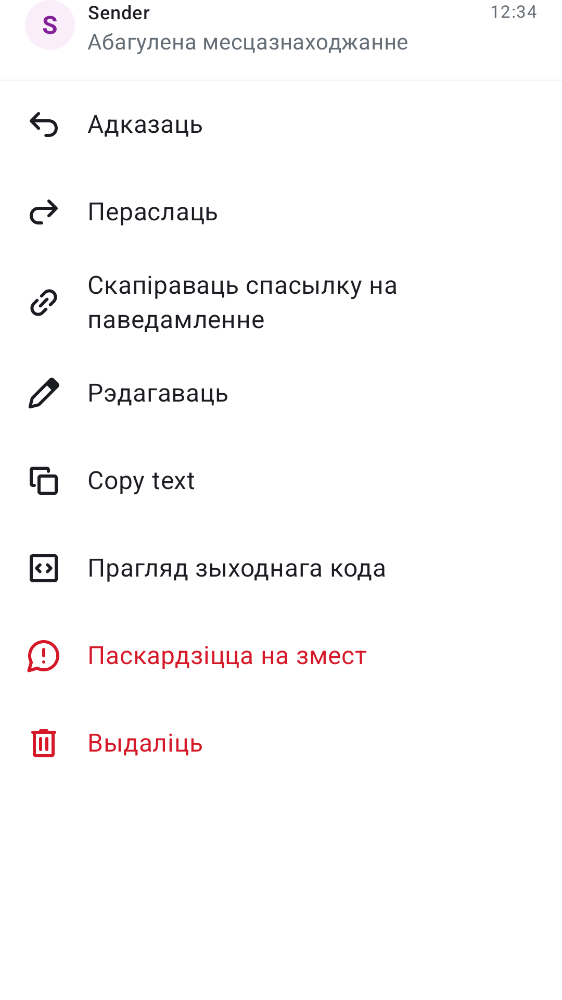 S
Sender
12:34
Абагулена месцазнаходжанне
Адказаць
Пераслаць
Скапіраваць спасылку на
паведамленне
Рэдагаваць
Copy text
Прагляд зыходнага кода
Паскардзіцца на змест
Выдаліць